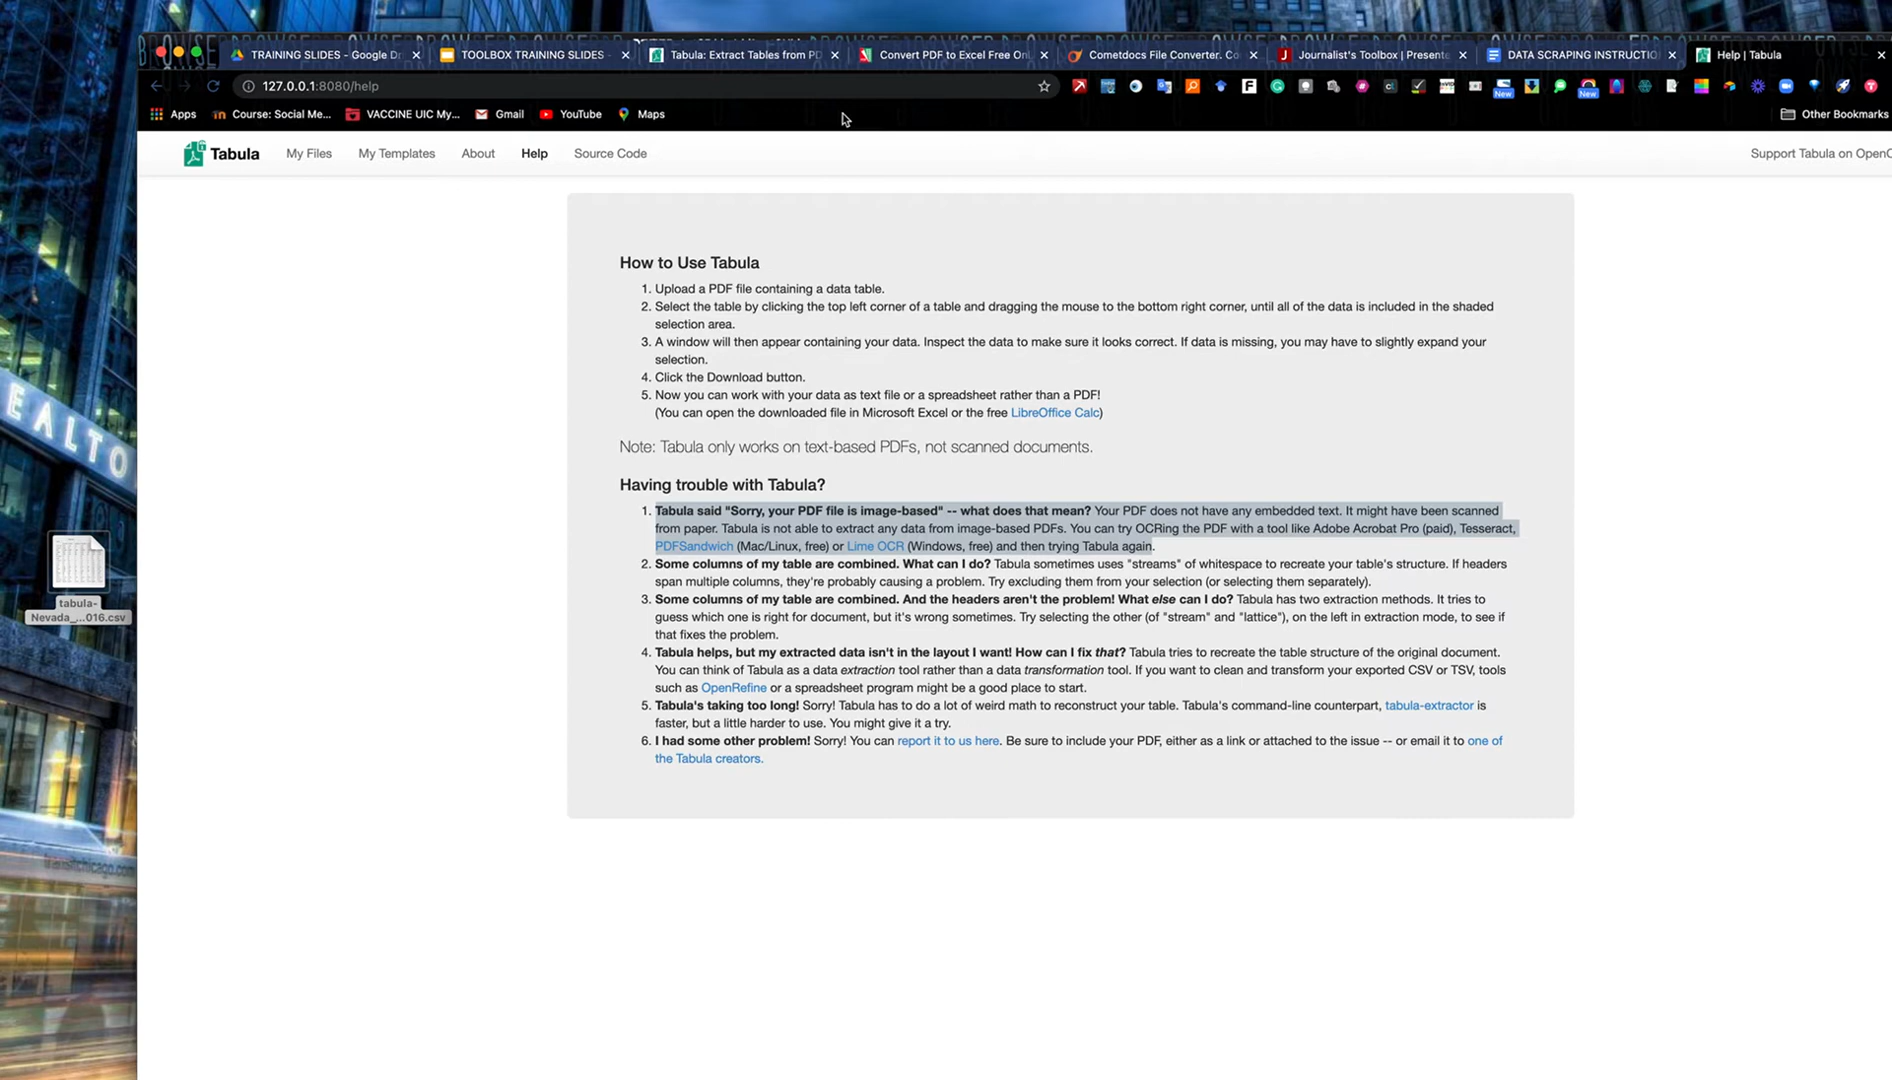 TRAINING SLIDES - Google Dr
TOOLBOX TRAINING SLIDES -
Tabula: Extract Tables from PD
Convert PDF to Excel Free Onl
Cometdocs File Converter. Co
Journalist's Toolbox | Presente
DATA SCRAPING INSTRUCTIO
Help | Tabula
127.0.0.1:8080/help
New
New
Apps
Course: Social Me...
VACCINE UIC My...
Gmail
YouTube
Maps
Other Bookmarks
Tabula
My Files
My Templates
About
Help
Source Code
Support Tabula on OpenC
How to Use Tabula
1. Upload a PDF file containing a data table.
2. Select the table by clicking the top left corner of a table and dragging the mouse to the bottom right corner, until all of the data is included in the shaded
selection area.
3. A window will then appear containing your data. Inspect the data to make sure it looks correct. If data is missing, you may have to slightly expand your
selection.
4. Click the Download button.
5. Now you can work with your data as text file or a spreadsheet rather than a PDF!
(You can open the downloaded file in Microsoft Excel or the free LibreOffice Calc)
Note: Tabula only works on text-based PDFs, not scanned documents.
Having trouble with Tabula?
1. Tabula said "Sorry, your PDF file is image-based" -- what does that mean? Your PDF does not have any embedded text. It might have been scanned
from paper. Tabula is not able to extract any data from image-based PDFs. You can try OCRing the PDF with a tool like Adobe Acrobat Pro (paid), Tesseract,
PDFSandwich (Mac/Linux, free) or Lime OCR (Windows, free) and then trying Tabula again.
2. Some columns of my table are combined. What can I do? Tabula sometimes uses "streams" of whitespace to recreate your table's structure. If headers
span multiple columns, they're probably causing a problem. Try excluding them from your selection (or selecting them separately).
3. Some columns of my table are combined. And the headers aren't the problem! What else can I do? Tabula has two extraction methods. It tries to
guess which one is right for document, but it's wrong sometimes. Try selecting the other (of "stream" and "lattice"), on the left in extraction mode, to see if
that fixes the problem.
4. Tabula helps, but my extracted data isn't in the layout I want! How can I fix that? Tabula tries to recreate the table structure of the original document.
You can think of Tabula as a data extraction tool rather than a data transformation tool. If you want to clean and transform your exported CSV or TSV, tools
such as OpenRefine or a spreadsheet program might be a good place to start.
5. Tabula's taking too long! Sorry! Tabula has to do a lot of weird math to reconstruct your table. Tabula's command-line counterpart, tabula-extractor is
faster, but a little harder to use. You might give it a try.
6. I had some other problem! Sorry! You can report it to us here. Be sure to include your PDF, either as a link or attached to the issue -- or email it to one of
the Tabula creators.
EALTO
tabula-
Nevada_...016.csv